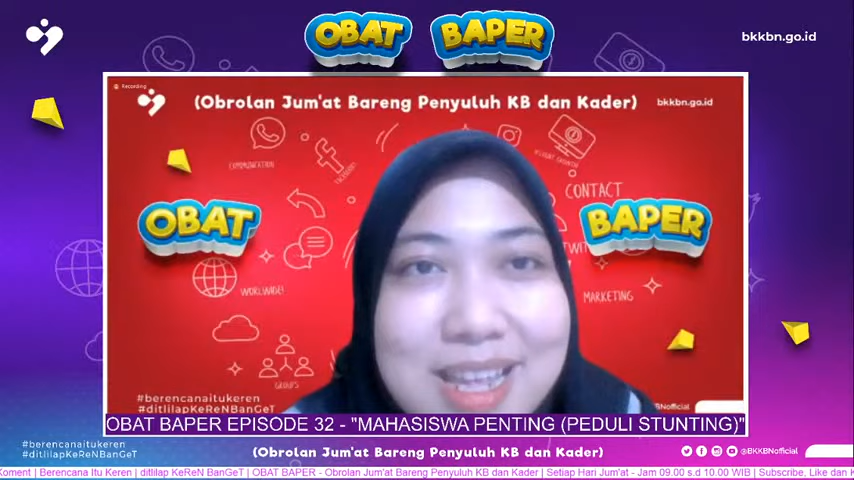 OBAT BAPER
bkkbn.go.id
Recording
(Obrolan Jum'at Bareng Penyuluh KB dan Kader)
bkkbn.go.id
COMMUNICATION
FACEBOOK
CONTACT
OBAT
BAPER
WORLDWIDE!
MARKETING
GROUPS
#berencanaitukeren
#ditlilapKeReNBanGeT
BKKBNofficial
OBAT BAPER EPISODE 32 - "MAHASISWA PENTING (PEDULI STUNTING)"
#berencanaitukeren
#ditlilapKeReNBanGeT
(Obrolan Jum'at Bareng Penyuluh KB dan Kader)
@BKKBNofficial
Koment | Berencana Itu Keren | ditlilap KeReN BanGeT | OBAT BAPER - Obrolan Jum'at Bareng Penyuluh KB dan Kader | Setiap Hari Jum'at - Jam 09.00 s.d 10.00 WIB | Subscribe, Like dan K